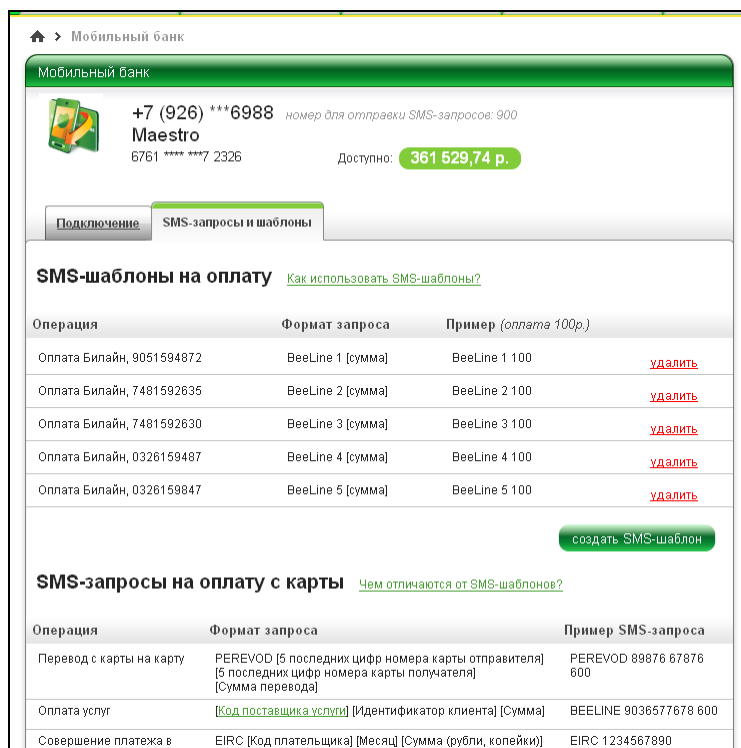 Мобильный банк
Мобильный банк
+7 (926) ***6988 номер для отправки SMS-запросов: 900
Maestro
6761 **** ***7 2326 Доступно: 361 529,74 р.
Подключение SMS-запросы и шаблоны
SMS-шаблоны на оплату Как использовать SMS-шаблоны?
Операция Формат запроса Пример (оплата 100р.)
Оплата Билайн, 9051594872 BeeLine 1 [сумма] BeeLine 1 100 удалить
Оплата Билайн, 7481592635 BeeLine 2 [сумма] BeeLine 2 100 удалить
Оплата Билайн, 7481592630 BeeLine 3 [сумма] BeeLine 3 100 удалить
Оплата Билайн, 0326159487 BeeLine 4 [сумма] BeeLine 4 100 удалить
Оплата Билайн, 0326159847 BeeLine 5 [сумма] BeeLine 5 100 удалить
создать SMS-шаблон
SMS-запросы на оплату с карты Чем отличаются от SMS-шаблонов?
Операция Формат запроса Пример SMS-запроса
Перевод с карты на карту PEREVOD [5 последних цифр номера карты отправителя] PEREVOD 89876 67876
[5 последних цифр номера карты получателя] 600
[Сумма перевода]
Оплата услуг [Код поставщика услуги] [Идентификатор клиента] [Сумма] BEELINE 9036577678 600
Совершение платежа в EIRC [Код плательщика] [Месяц] [Сумма (рубли, копейки)] EIRC 1234567890